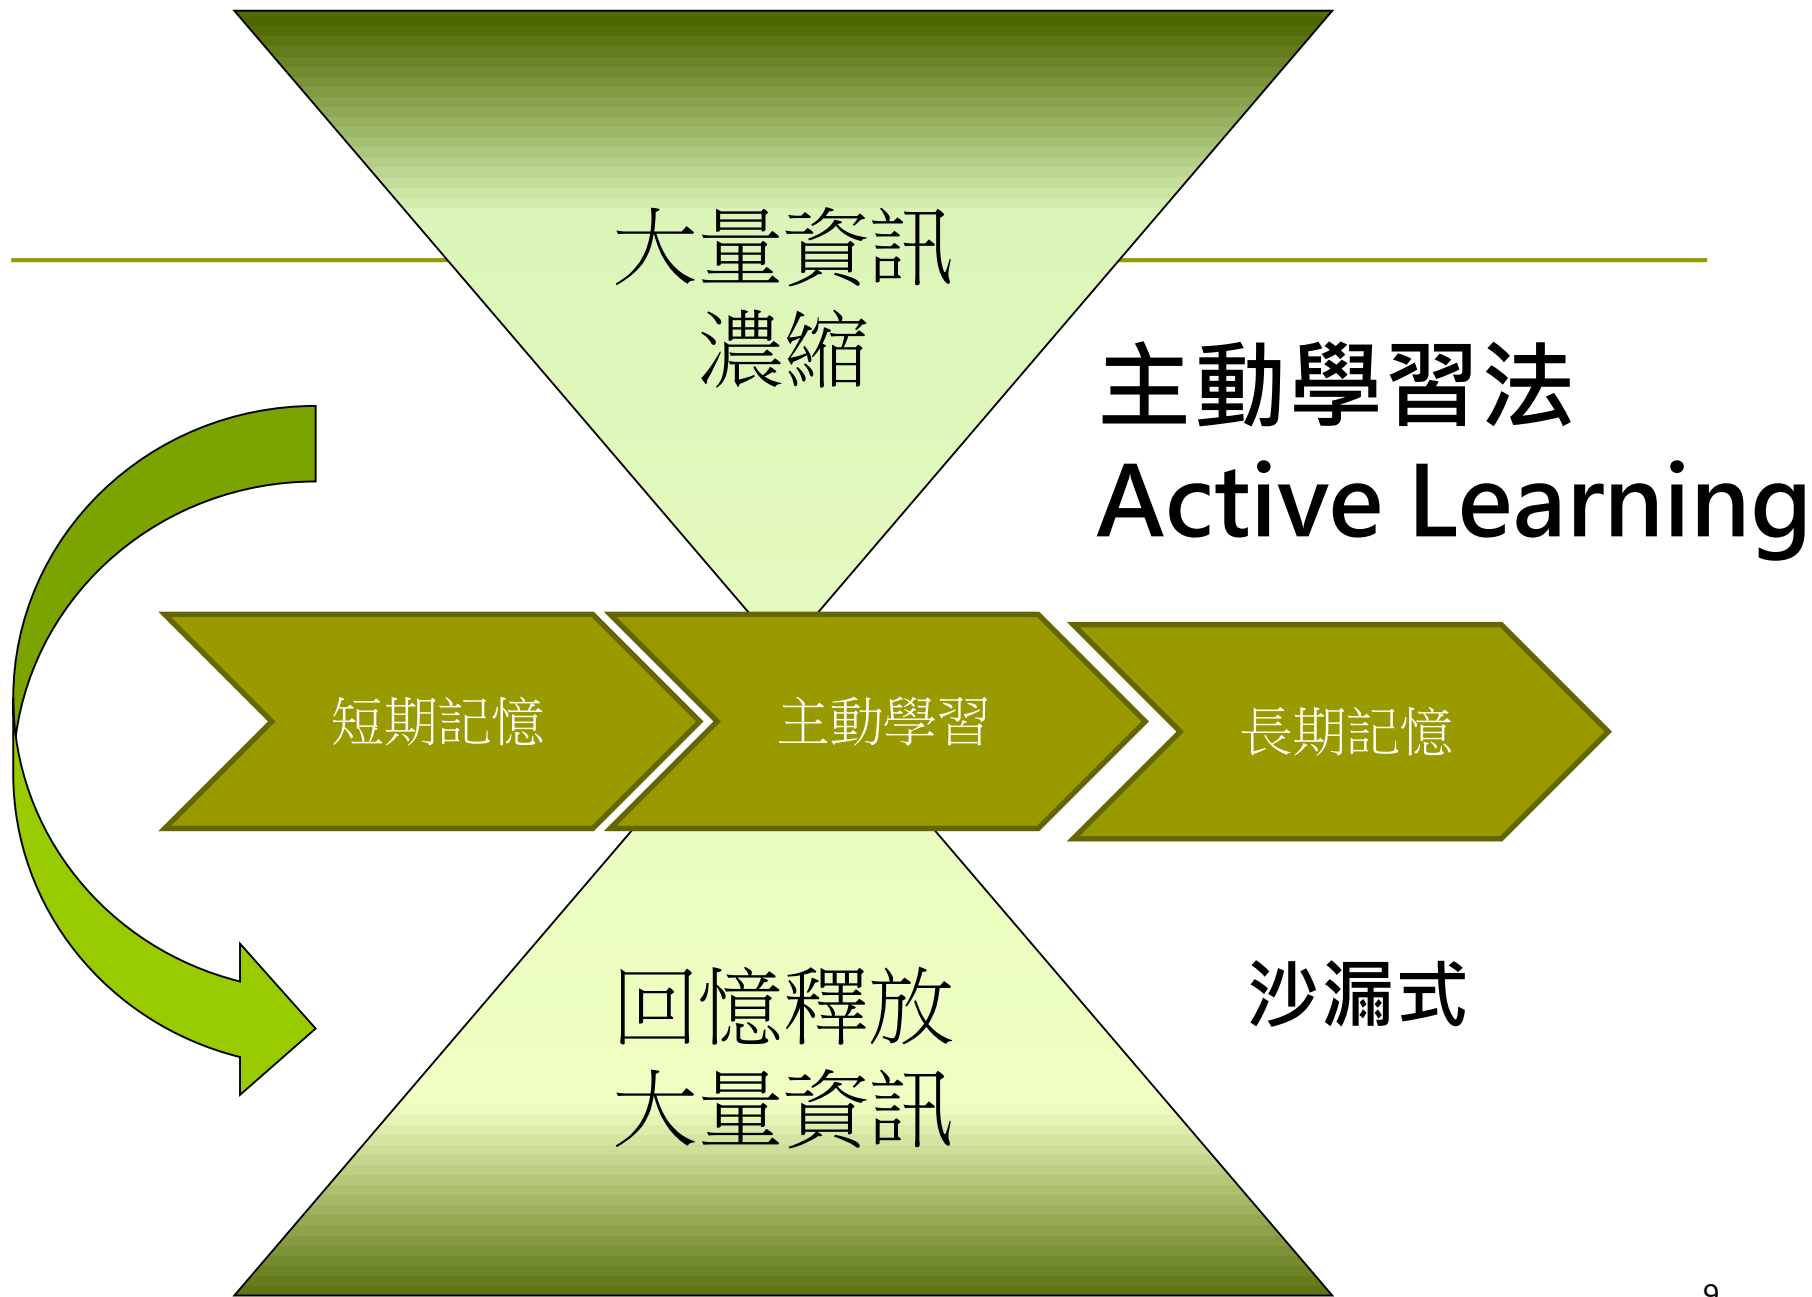 大量資訊
濃縮
主動學習法
Active Learning
短期記憶
主動學習
長期記憶
回憶釋放
大量資訊
沙漏式
9